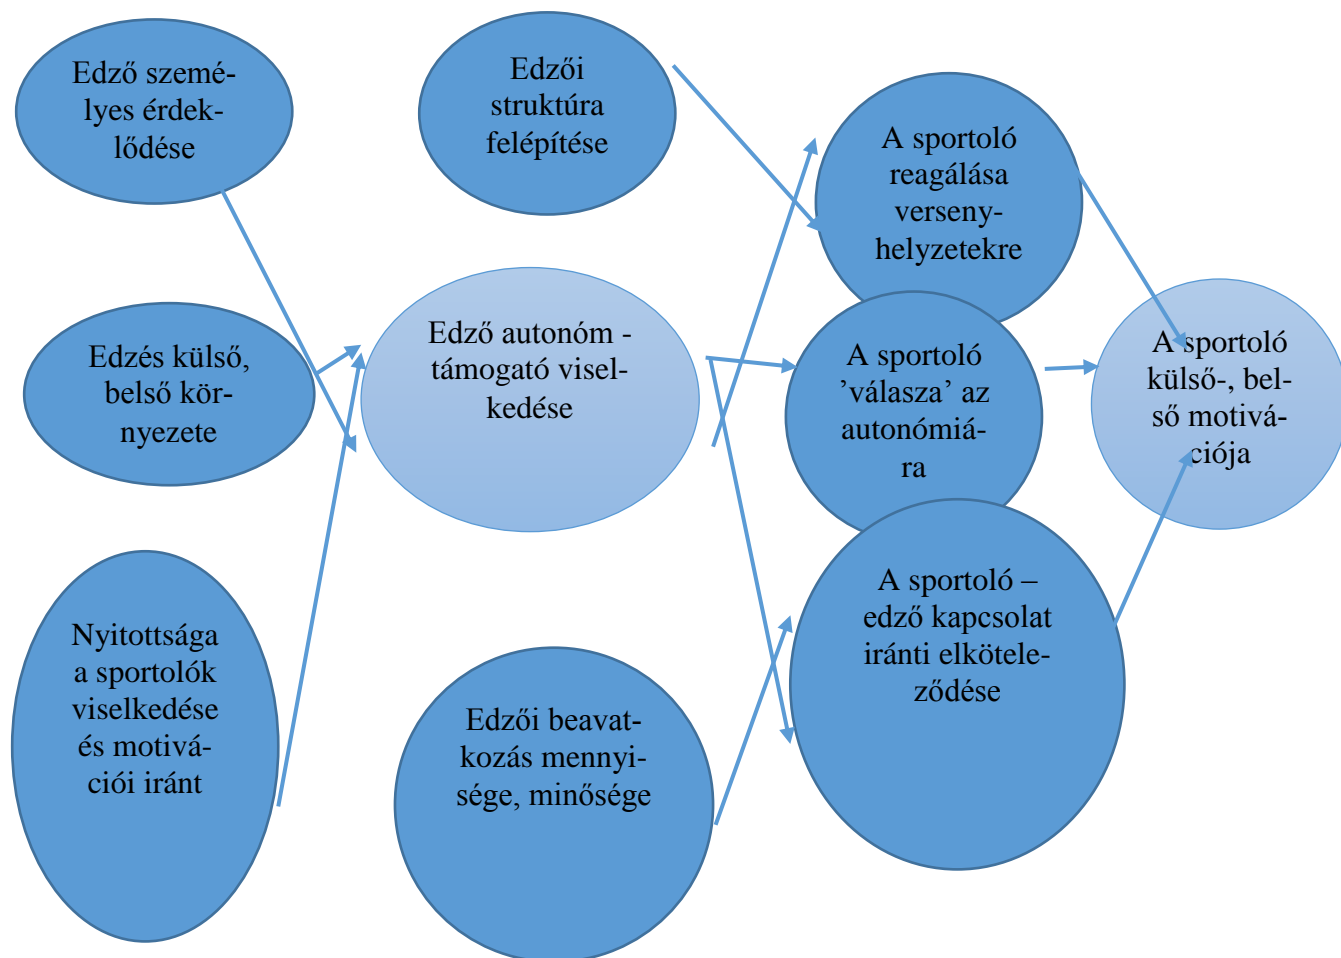 Edző szemé-
lyes érdek-
lődése
Edzői
struktúra
felépítése
A sportoló
reagálása
verseny-
helyzetekre
Edzés külső,
belső kör-
nyezete
Edző autonóm -
támogató visel-
kedése
A sportoló
’válasza’ az
autonómiá-
ra
A sportoló
külső-, bel-
ső motivá-
ciója
Nyitottsága
a sportolók
viselkedése
és motivá-
ciói iránt
Edzői beavat-
kozás mennyi-
sége, minősége
A sportoló –
edző kapcsolat
iránti elkötele-
ződése